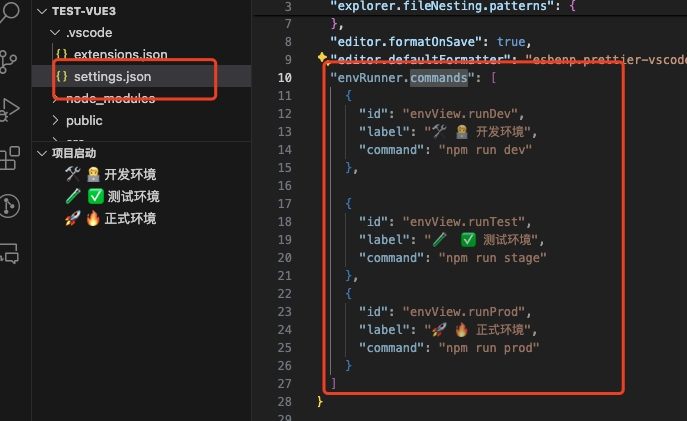 TEST-VUE3
.vscode
{} extensions.json
{} settings.json
node_modules
public
项目启动
🛠️ 👨‍💻 开发环境
🧪 ✅ 测试环境
🚀 🔥 正式环境
3 "explorer.fileNesting.patterns": {
7 },
8 "editor.formatOnSave": true,
9 "editor.defaultFormatter": "esbenp.prettier-vscode
10 "envRunner.commands": [
11 {
12 "id": "envView.runDev",
13 "label": "🛠️ 👨‍💻 开发环境",
14 "command": "npm run dev"
15 },
16
17 {
18 "id": "envView.runTest",
19 "label": "🧪 ✅ 测试环境",
20 "command": "npm run stage"
21 },
22 {
23 "id": "envView.runProd",
24 "label": "🚀 🔥 正式环境",
25 "command": "npm run prod"
26 }
27 ]
28 }
29